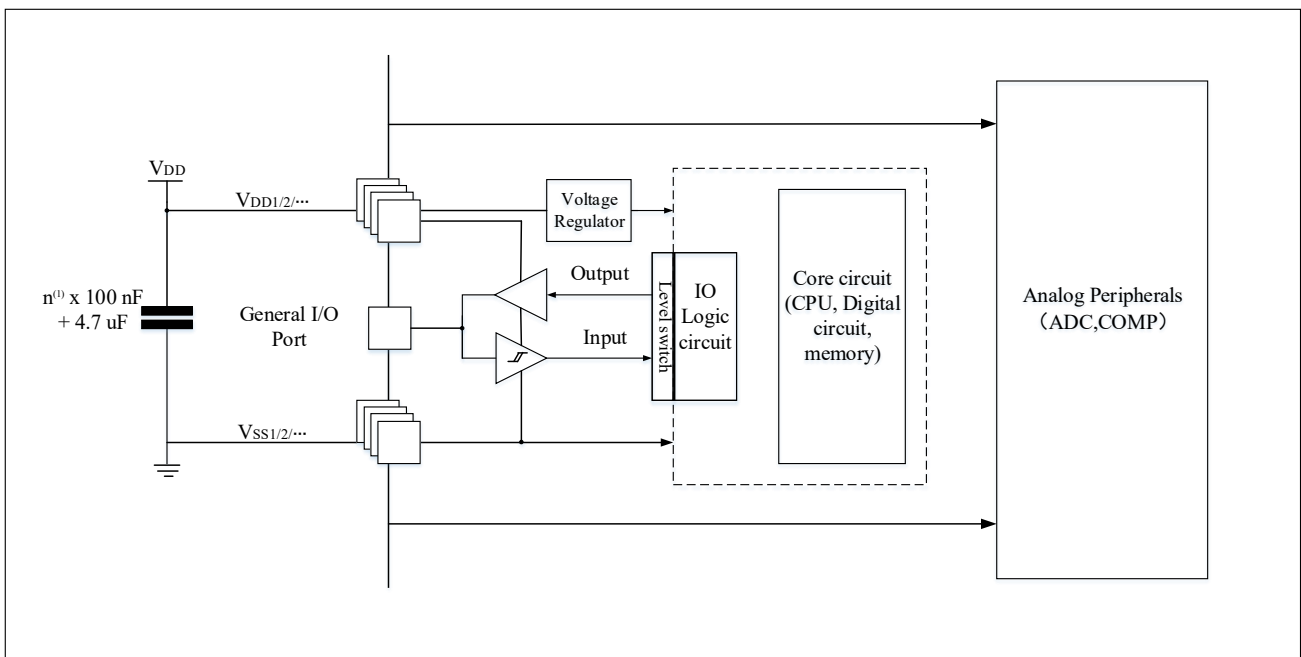 VDD
VDD1/2/···
Voltage
Regulator
n(1) x 100 nF
+ 4.7 uF
General I/O
Port
Output
Input
Level switch
IO
Logic
circuit
Core circuit
(CPU, Digital
circuit,
memory)
Analog Peripherals
（ADC,COMP）
VSS1/2/···